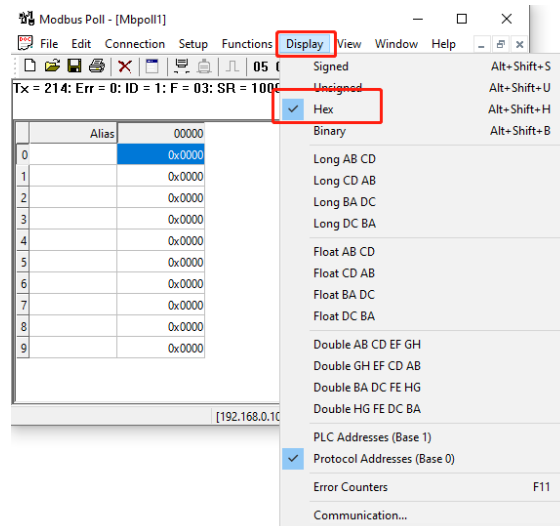 Modbus Poll - [Mbpoll1]
File Edit Connection Setup Functions Display View Window Help
05
Tx = 214: Err = 0: ID = 1: F = 03: SR = 1000
Alias 00000
0 0x0000
1 0x0000
2 0x0000
3 0x0000
4 0x0000
5 0x0000
6 0x0000
7 0x0000
8 0x0000
9 0x0000
[192.168.0.10
Signed Alt+Shift+S
Unsigned Alt+Shift+U
Hex Alt+Shift+H
Binary Alt+Shift+B
Long AB CD
Long CD AB
Long BA DC
Long DC BA
Float AB CD
Float CD AB
Float BA DC
Float DC BA
Double AB CD EF GH
Double GH EF CD AB
Double BA DC FE HG
Double HG FE DC BA
PLC Addresses (Base 1)
Protocol Addresses (Base 0)
Error Counters F11
Communication...